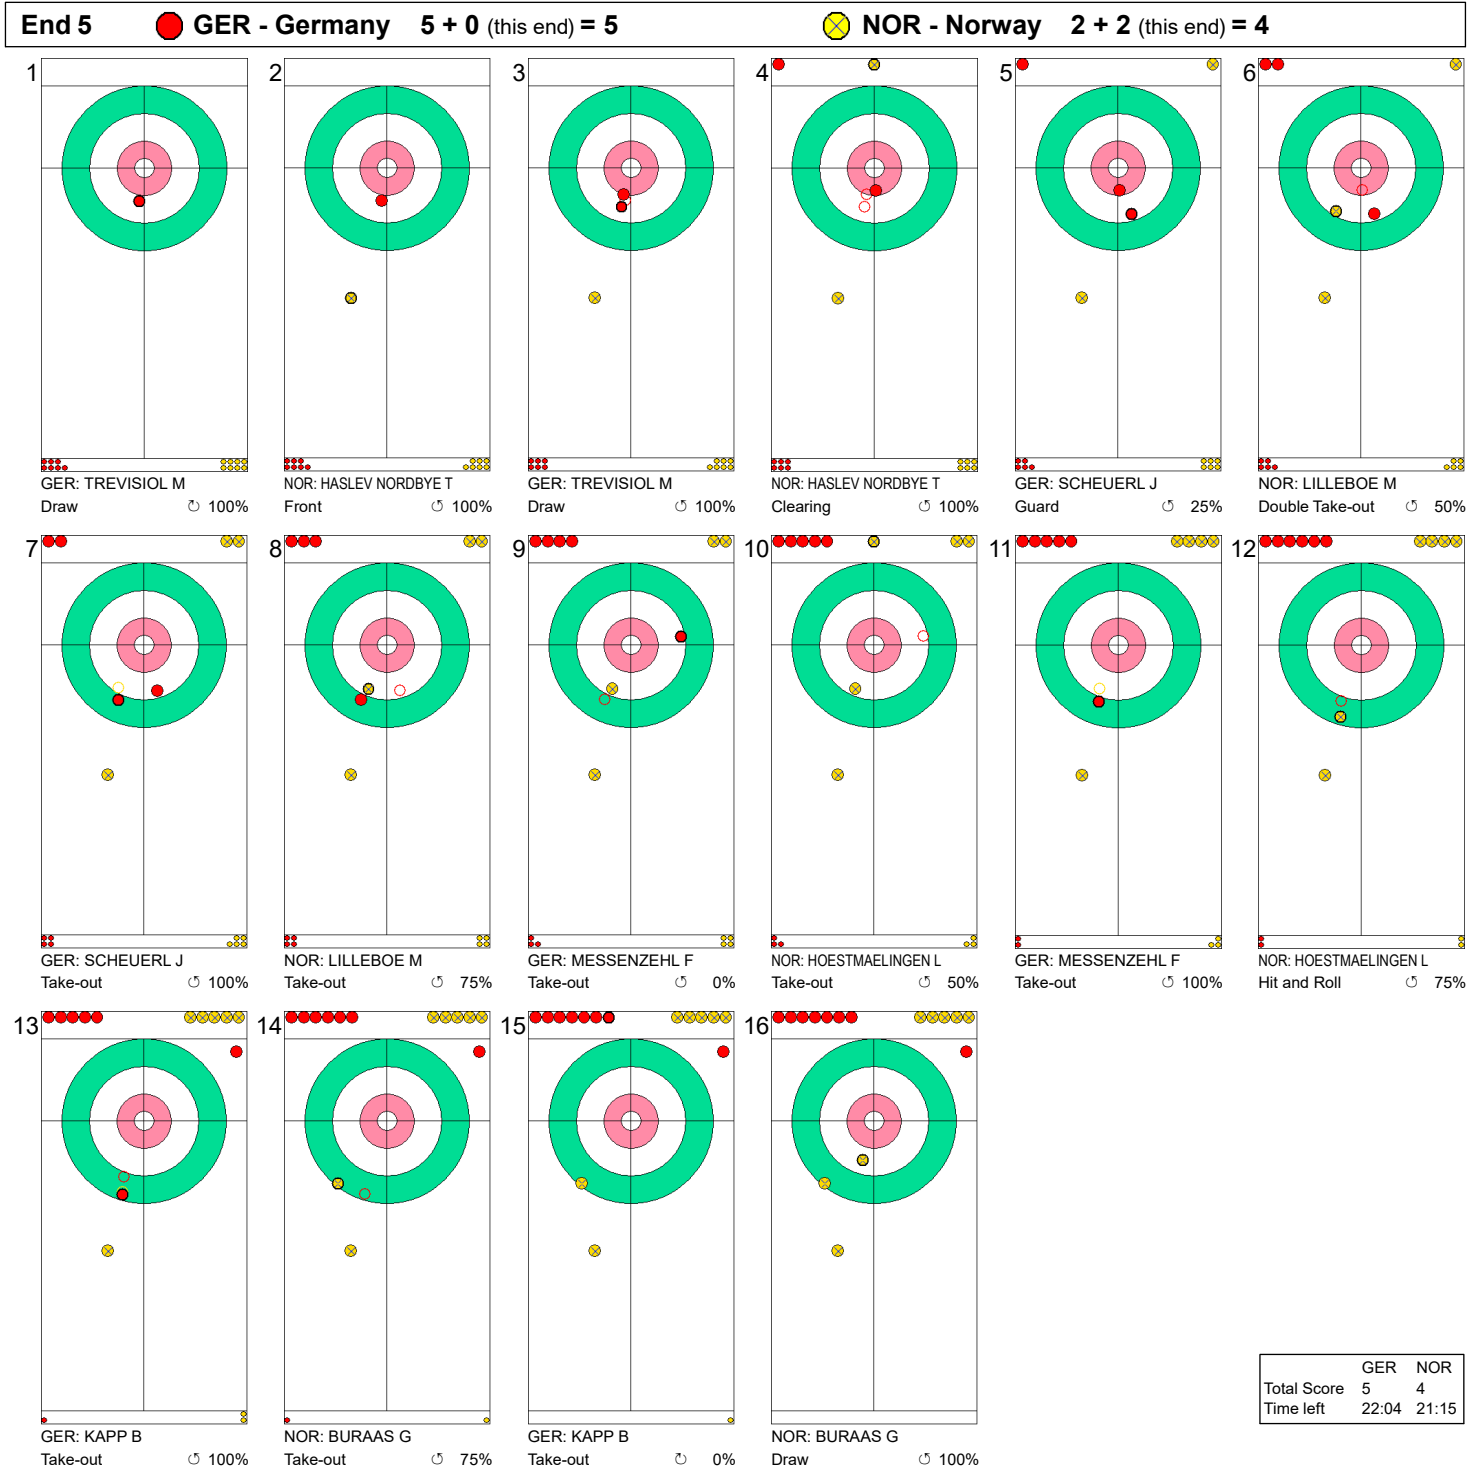 End 5 GER - Germany 5 + 0 (this end) = 5 NOR - Norway 2 + 2 (this end) = 4
1 2 3 4 5 6
GER: TREVISIOL M NOR: HASLEV NORDBYE T GER: TREVISIOL M NOR: HASLEV NORDBYE T GER: SCHEUERL J NOR: LILLEBOE M
Draw 100% Front 100% Draw 100% Clearing 100% Guard 25% Double Take-out 50%
7 8 9 10 11 12
GER: SCHEUERL J NOR: LILLEBOE M GER: MESSENZEHL F NOR: HOESTMAELINGEN L GER: MESSENZEHL F NOR: HOESTMAELINGEN L
Take-out 100% Take-out 75% Take-out 0% Take-out 50% Take-out 100% Hit and Roll 75%
13 14 15 16
GER NOR
Total Score 5 4
Time left 22:04 21:15
GER: KAPP B NOR: BURAAS G GER: KAPP B NOR: BURAAS G
Take-out 100% Take-out 75% Take-out 0% Draw 100%